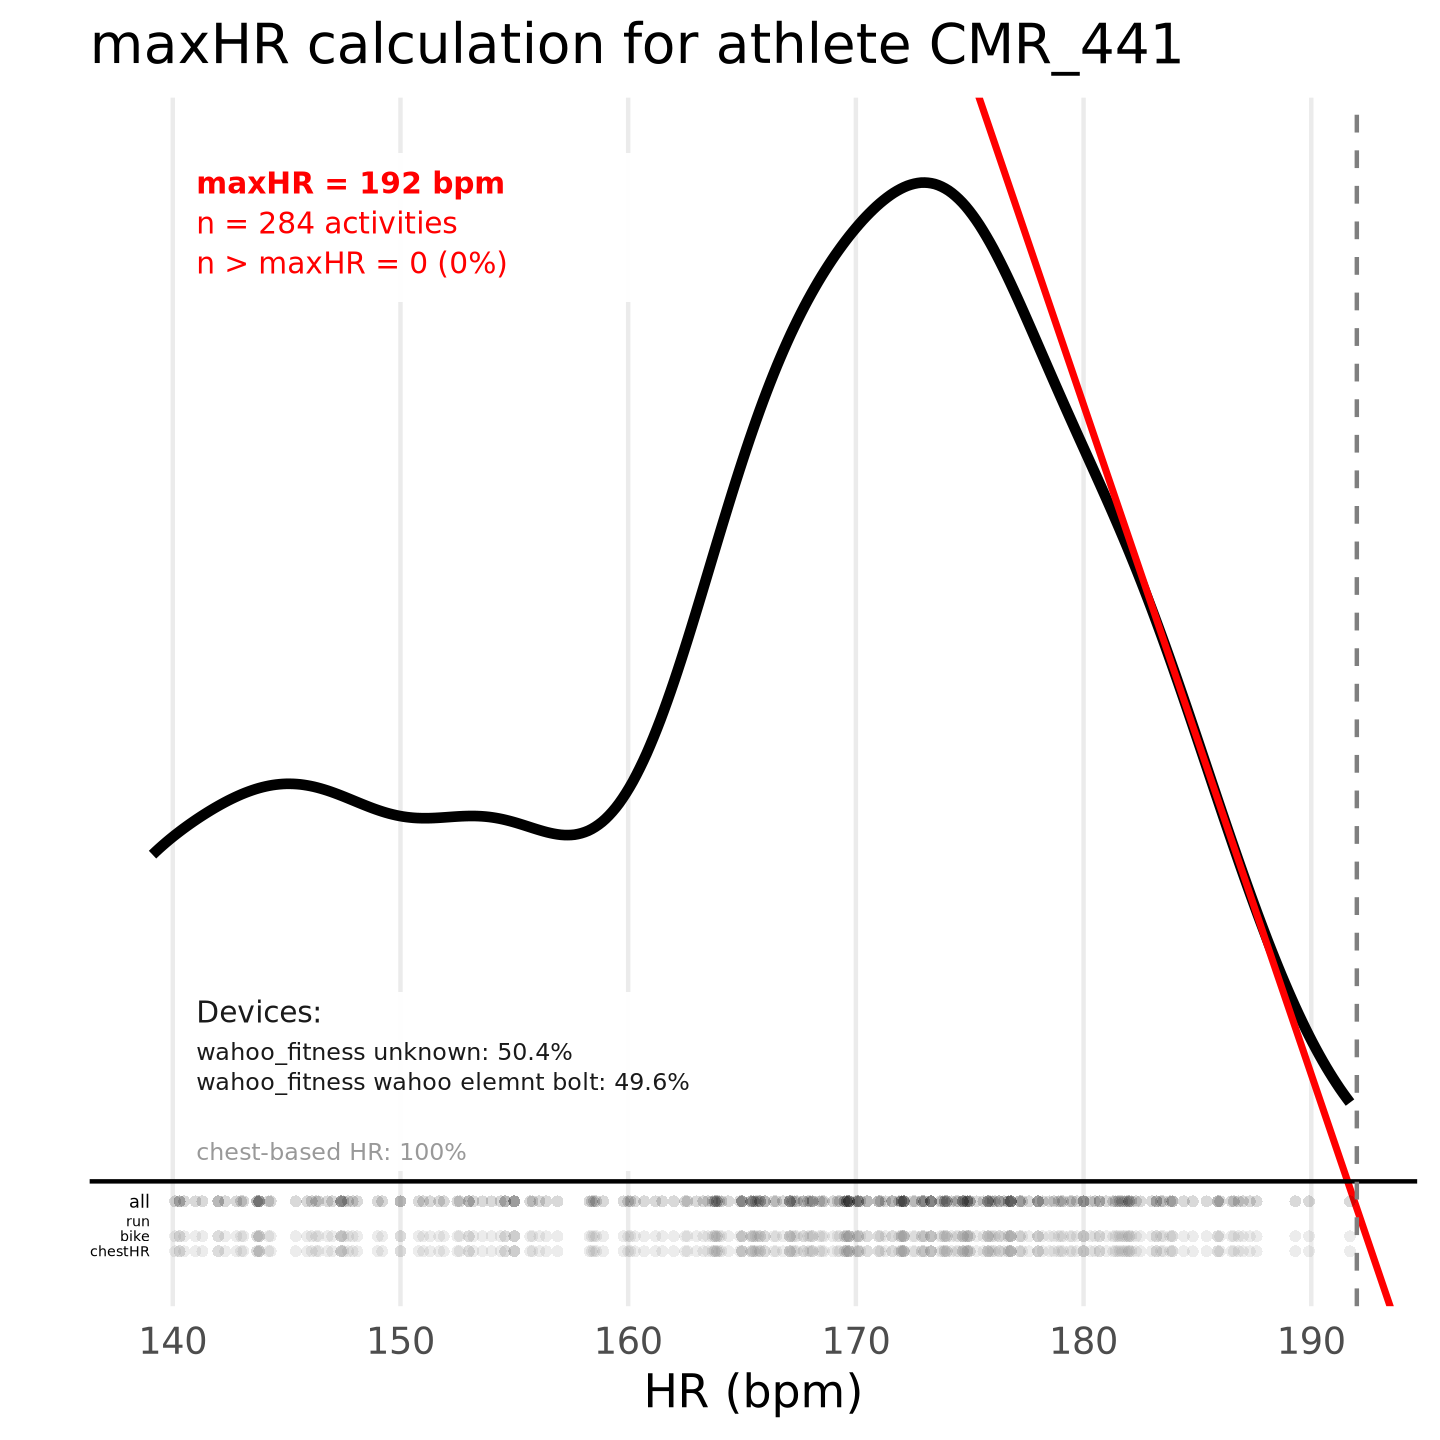 maxHR calculation for athlete CMR_441
maxHR = 192 bpm
n = 284 activities
n > maxHR = 0 (0%)
Devices:
wahoo_fitness unknown: 50.4%
wahoo_fitness wahoo elemnt bolt: 49.6%
chest-based HR: 100%
all
run
bike
chestHR
140 150 160 170 180 190
HR (bpm)